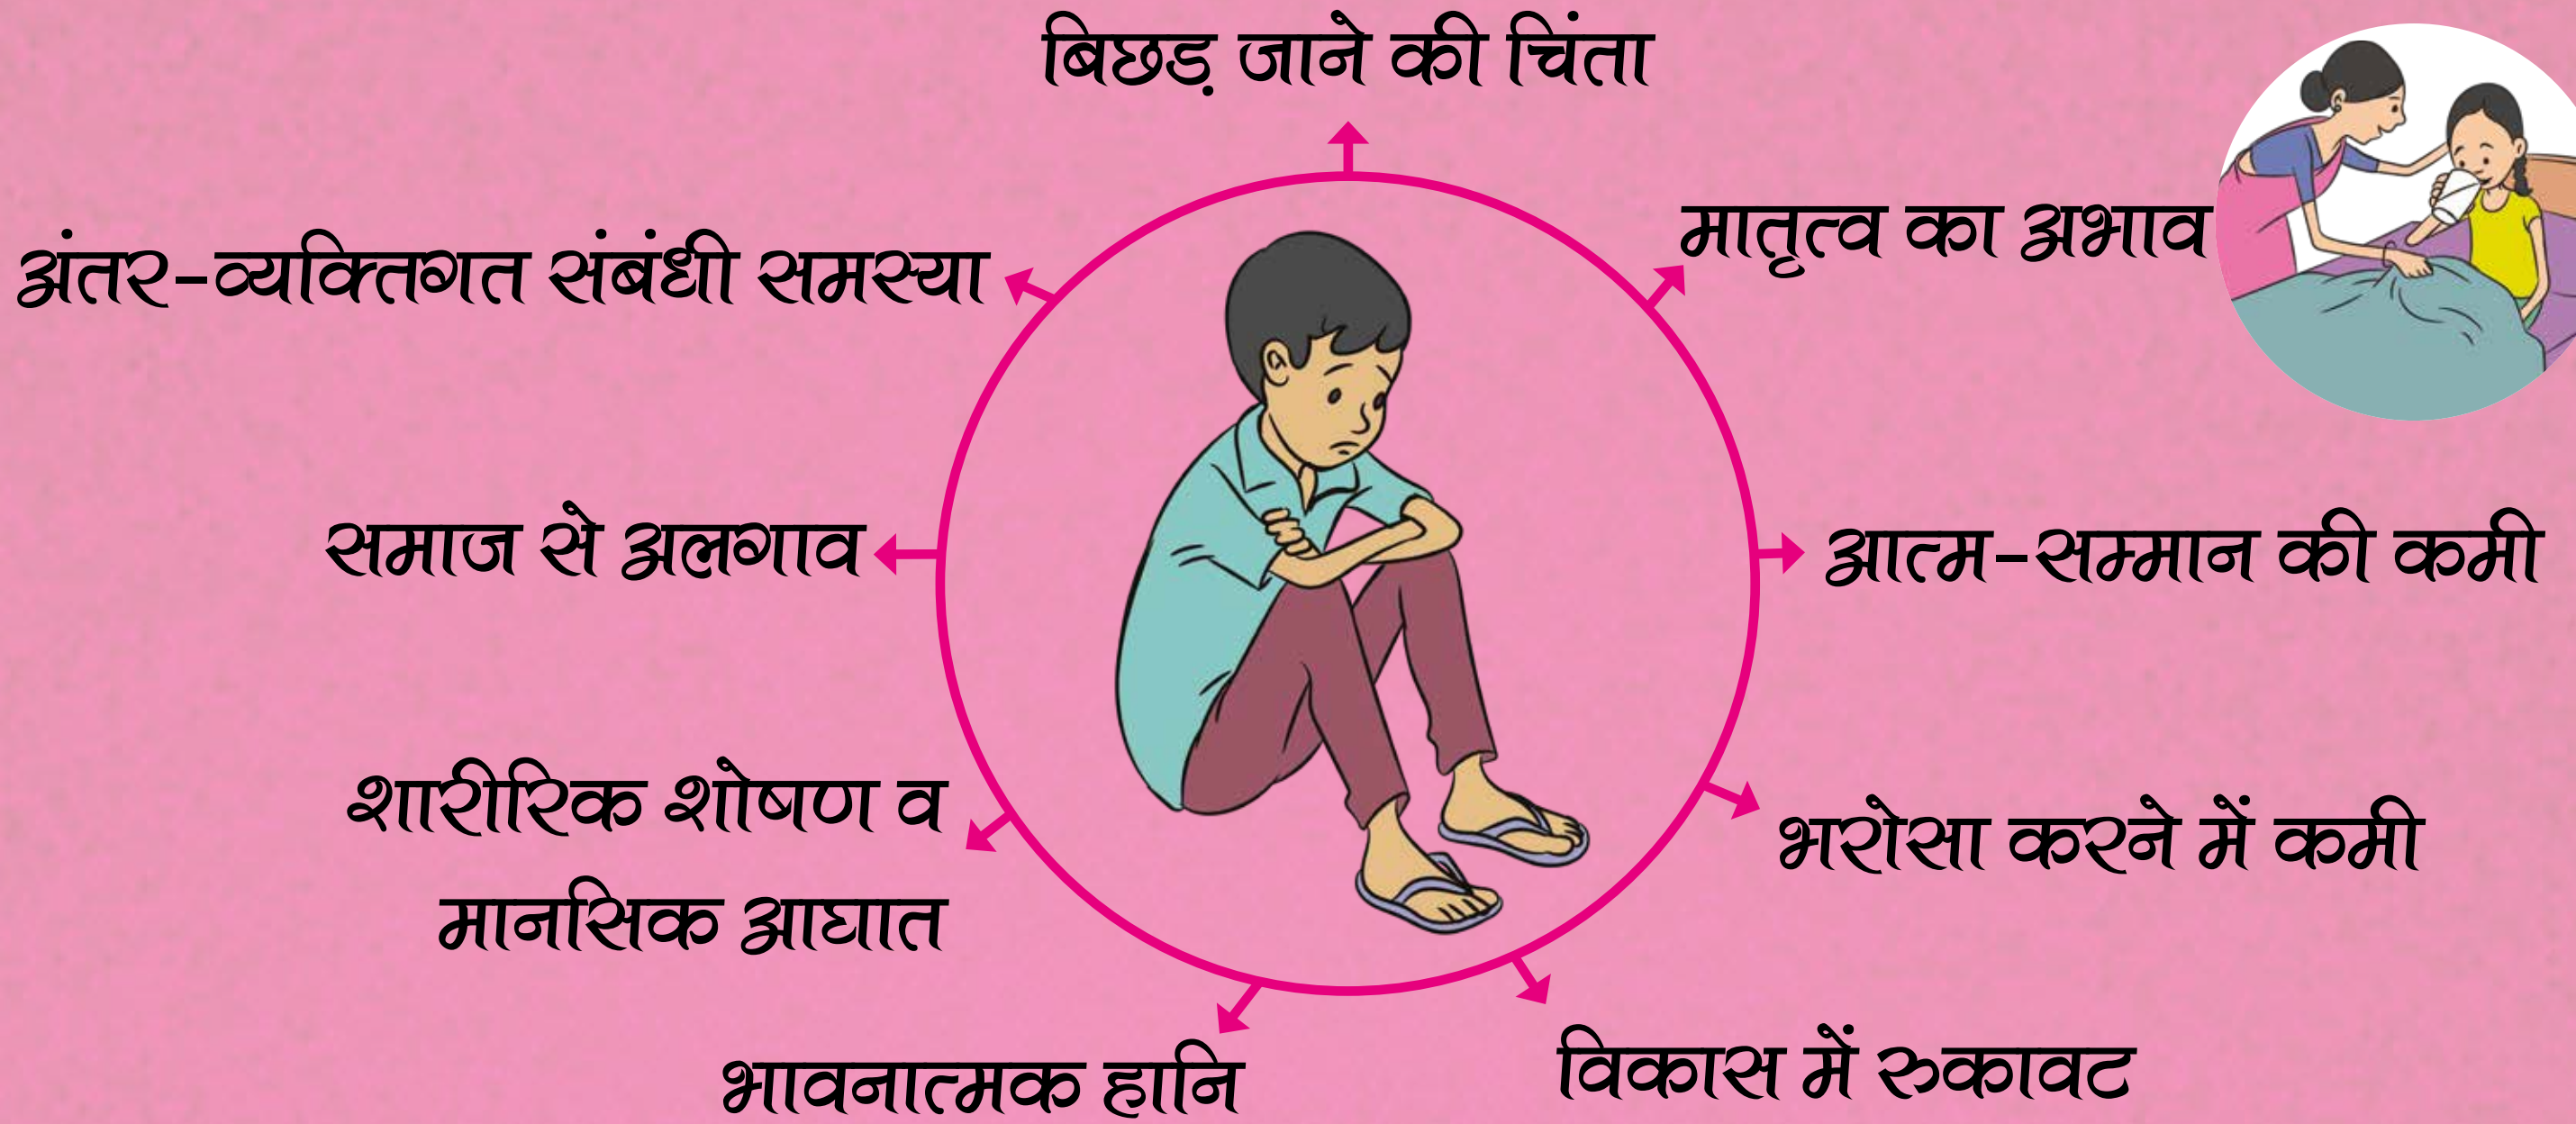 बिछड़ जाने की चिंता
मातृत्व का अभाव
अंतर-व्यक्तिगत संबंधी समस्या
समाज से अलगाव
आत्म-सम्मान की कमी
शारीरिक शोषण व
मानसिक आघात
भरोसा करने में कमी
भावनात्मक हानि
विकास में रुकावट